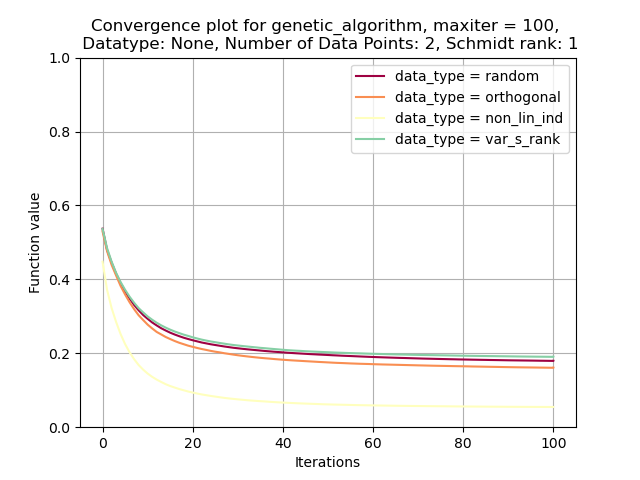 Convergence plot for genetic_algorithm, maxiter = 100,
Datatype: None, Number of Data Points: 2, Schmidt rank: 1
1.0
0.8
0.6
0.4
0.2
0.0
Function value
data_type = random
data_type = orthogonal
data_type = non_lin_ind
data_type = var_s_rank
0 20 40 60 80 100
Iterations